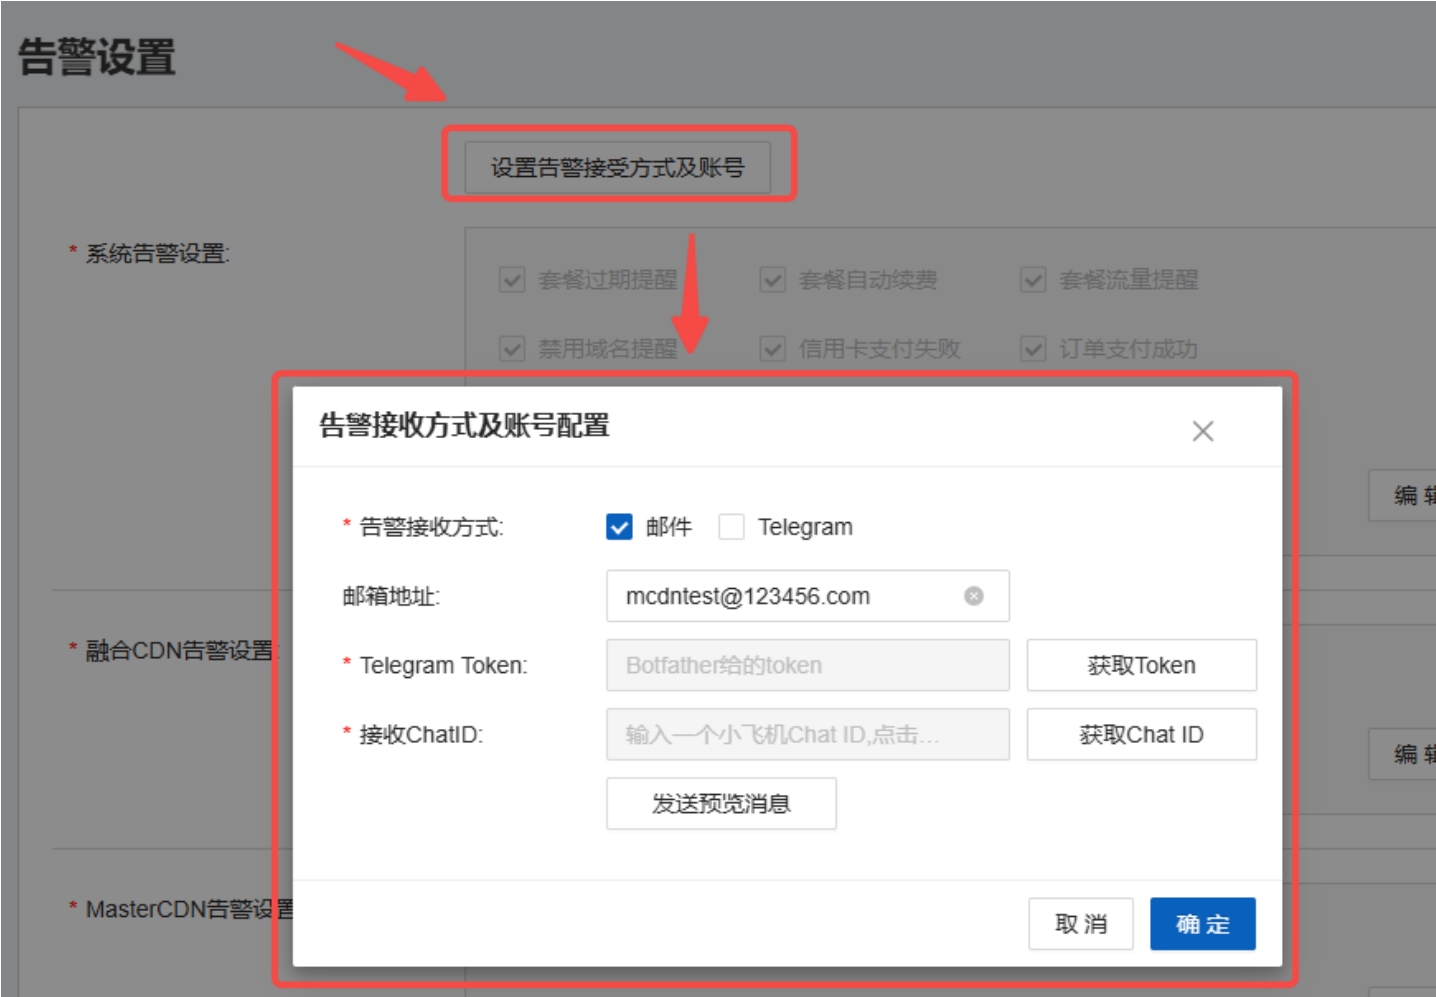 告警设置
设置告警接受方式及账号
* 系统告警设置:
套餐过期提醒 套餐自动续费 套餐流量提醒
禁用域名提醒 信用卡支付失败 订单支付成功
告警接收方式及账号配置
编 辑
* 告警接收方式: 邮件 Telegram
邮箱地址: mcdntest@123456.com
* 融合CDN告警设置:
* Telegram Token: Botfather给的token 获取Token
* 接收ChatID: 输入一个小飞机Chat ID,点击... 获取Chat ID
编 辑
发送预览消息
* MasterCDN告警设置
取 消 确 定